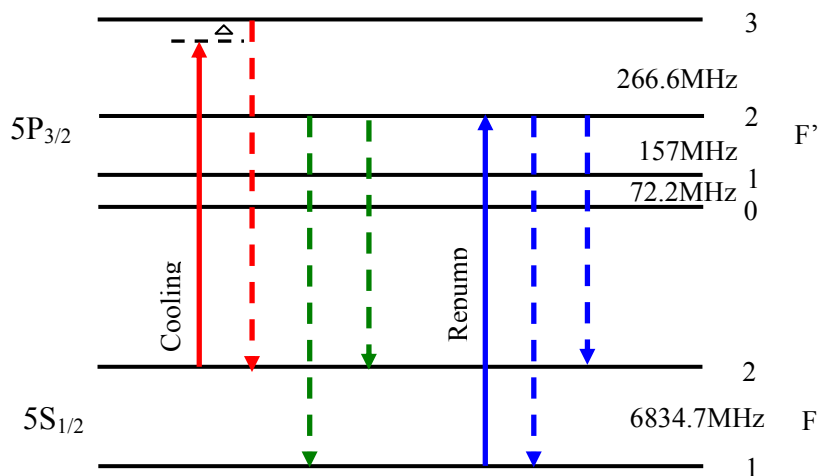 3
△
266.6MHz
5P3/2
2
F'
157MHz
1
72.2MHz
0
Cooling
Repump
2
5S1/2
6834.7MHz
F
1